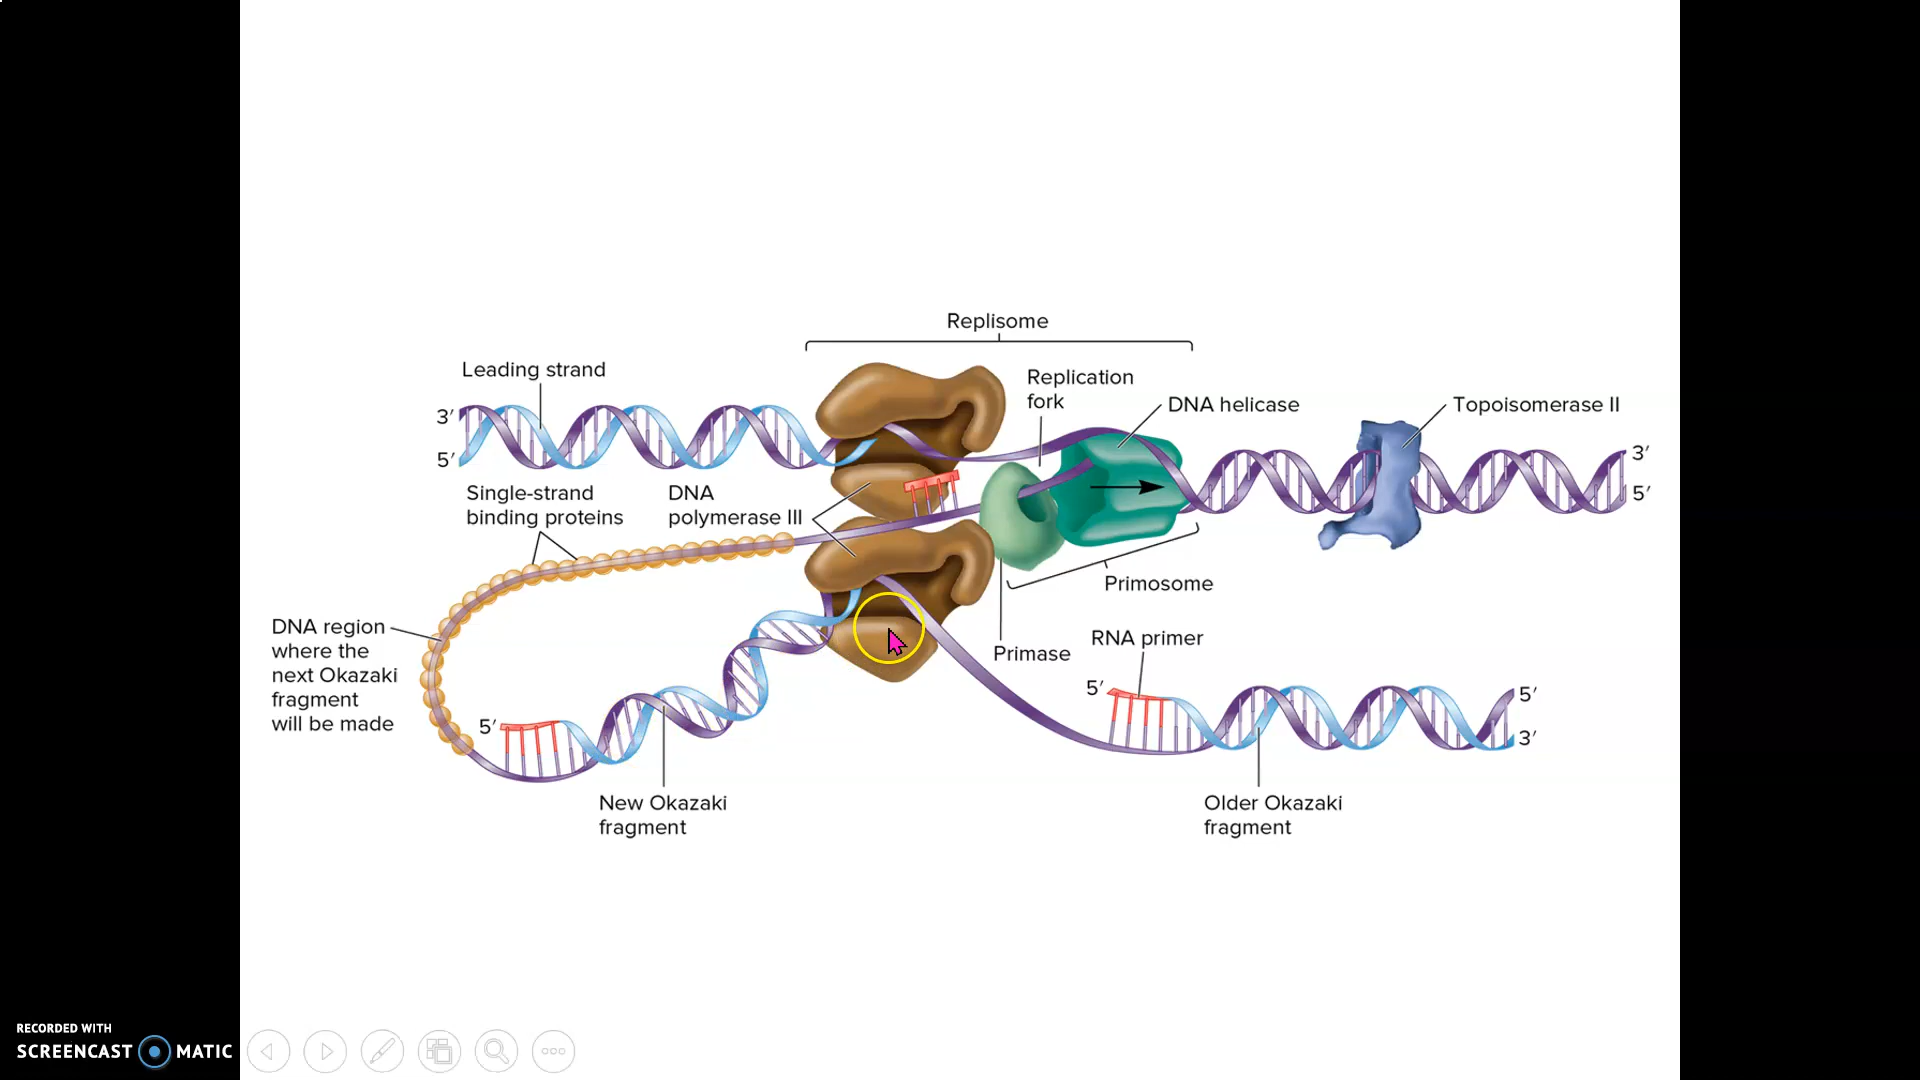 Replisome
Leading strand
Replication
fork
DNA helicase
Topoisomerase II
3′
5′
3′
5′
Single-strand
binding proteins
DNA
polymerase III
Primosome
DNA region
where the
next Okazaki
fragment
will be made
Primase
RNA primer
5′
5′
5′
3′
New Okazaki
fragment
Older Okazaki
fragment
RECORDED WITH
SCREENCAST MATIC